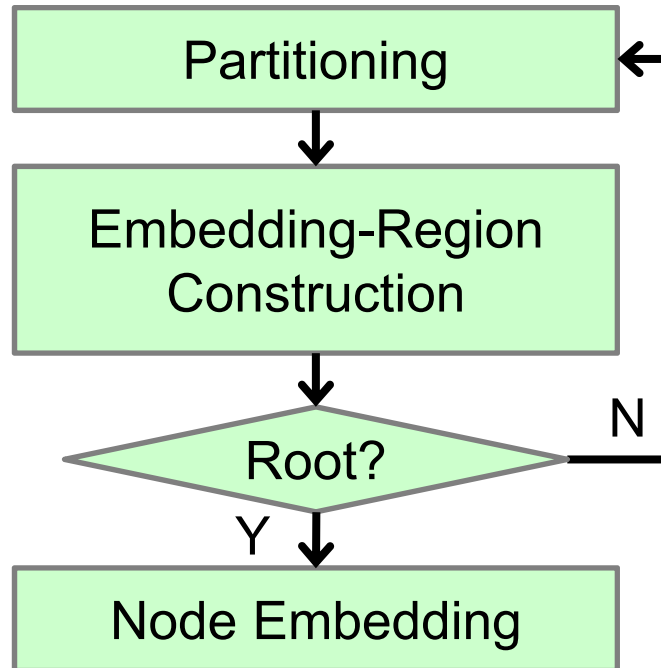 Partitioning
Embedding-Region
Construction
N
Root?
Y
Node Embedding